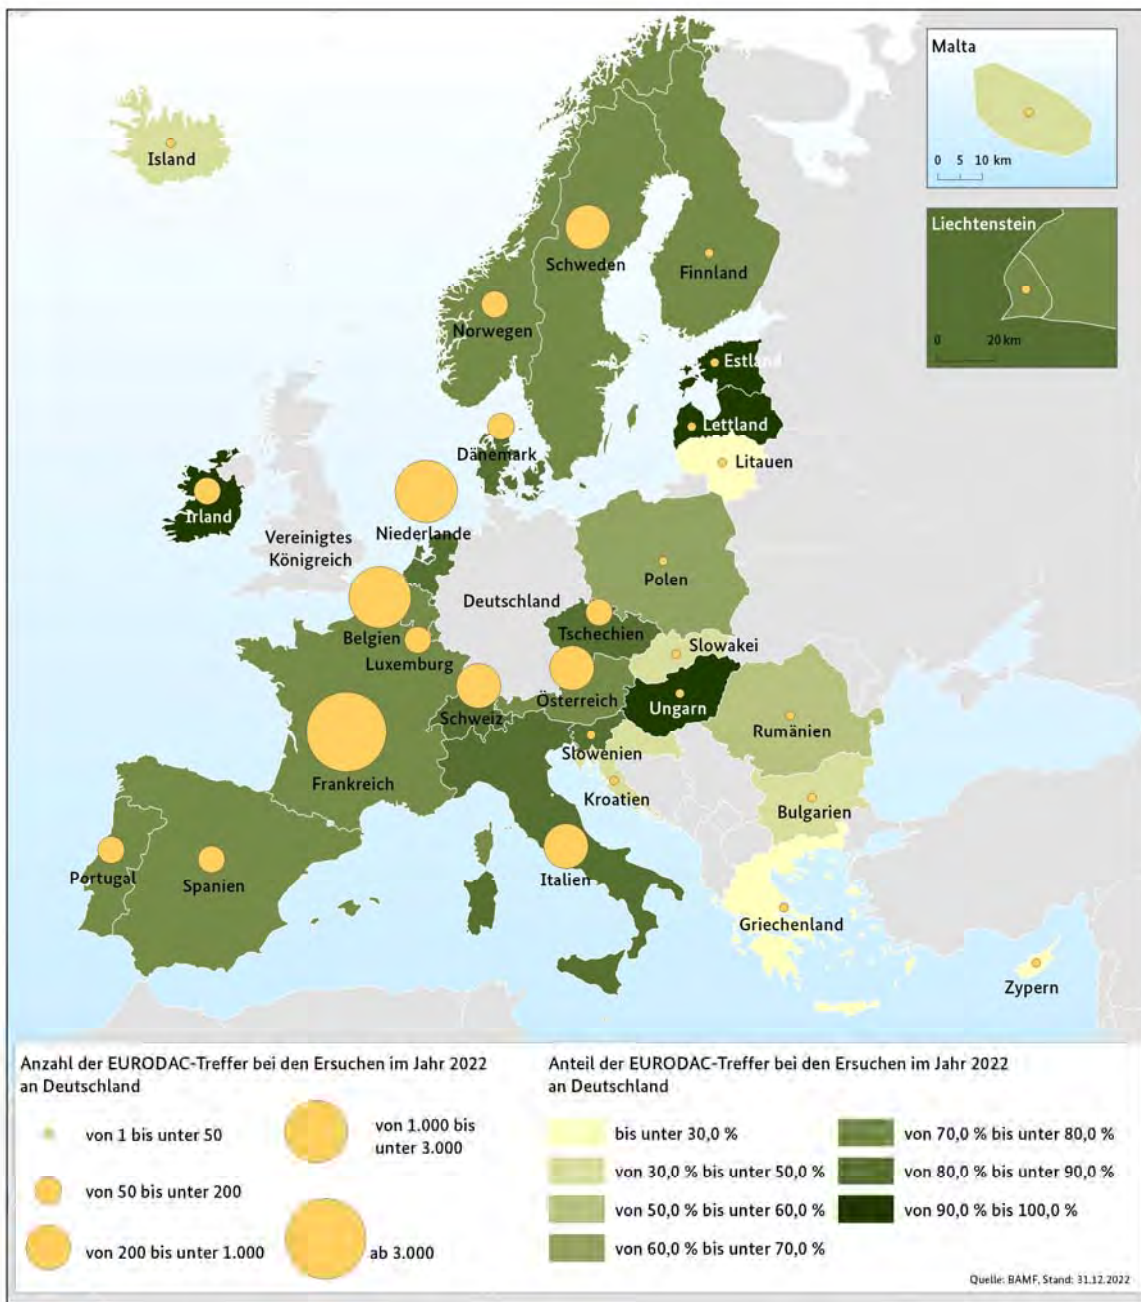 Malta
0 5 10 km
Island
Liechtenstein
0 20 km
Schweden
Finnland
Norwegen
Estland
Lettland
Dänemark
Litauen
Irland
Niederlande
Vereinigtes
Königreich
Polen
Deutschland
Belgien
Tschechien
Slowakei
Luxemburg
Österreich
Ungarn
Schweiz
Rumänien
Slowenien
Frankreich
Kroatien
Bulgarien
Portugal
Spanien
Italien
Griechenland
Zypern
Anzahl der EURODAC-Treffer bei den Ersuchen im Jahr 2022
an Deutschland
von 1 bis unter 50
von 50 bis unter 200
von 200 bis unter 1.000
von 1.000 bis
unter 3.000
ab 3.000
Anteil der EURODAC-Treffer bei den Ersuchen im Jahr 2022
an Deutschland
bis unter 30,0 %
von 30,0 % bis unter 50,0 %
von 50,0 % bis unter 60,0 %
von 60,0 % bis unter 70,0 %
von 70,0 % bis unter 80,0 %
von 80,0 % bis unter 90,0 %
von 90,0 % bis 100,0 %
Quelle: BAMF, Stand: 31.12.2022